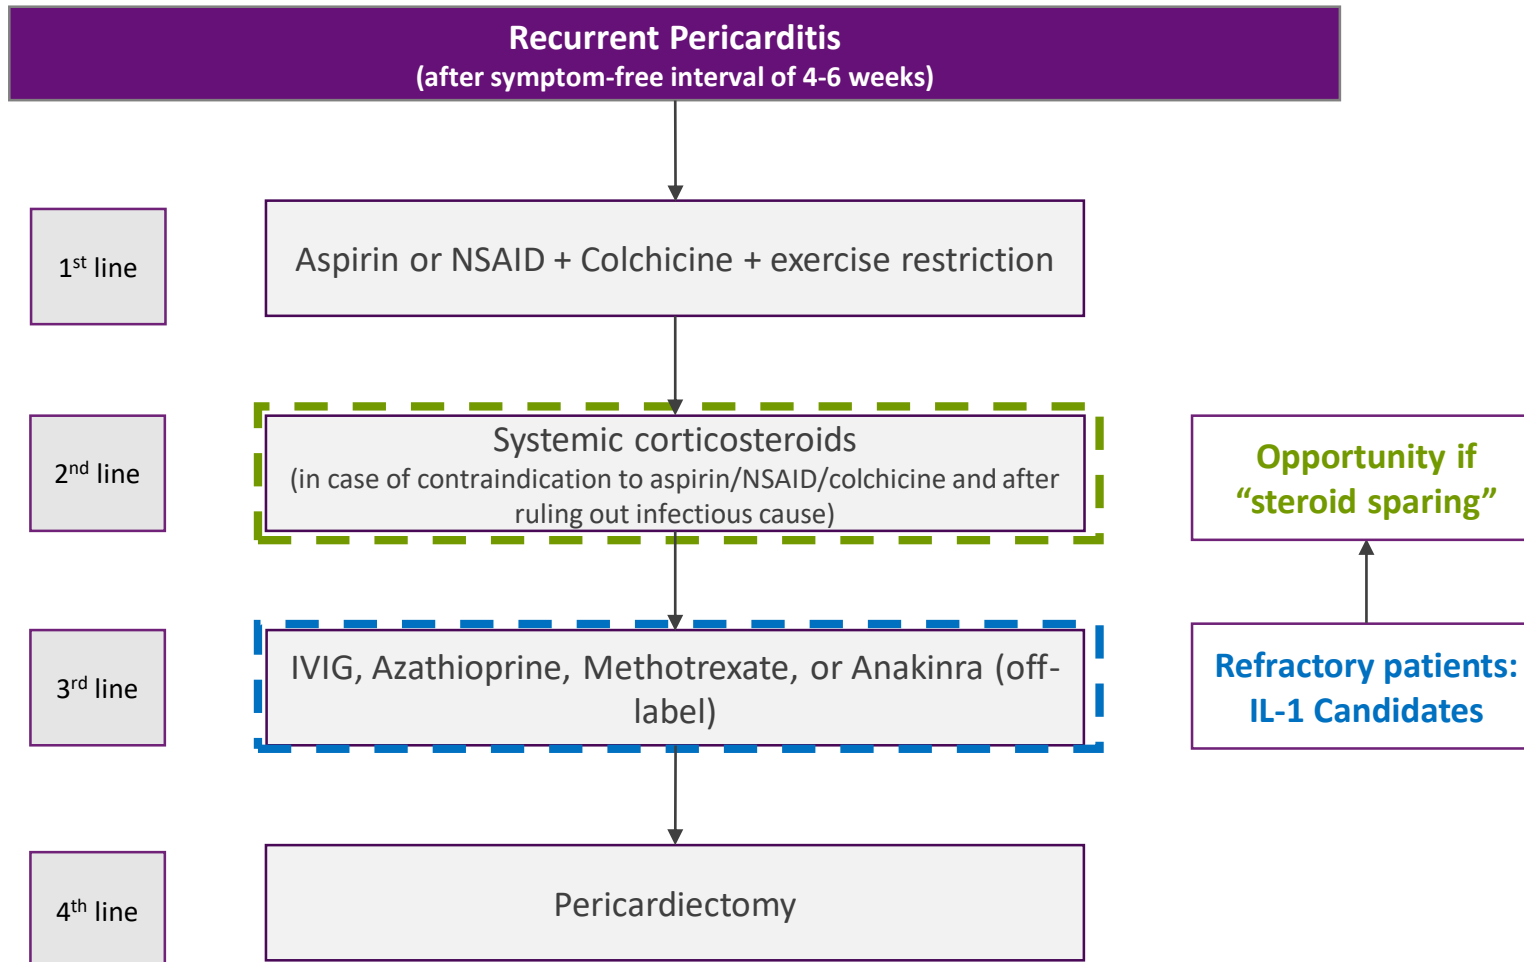 Recurrent Pericarditis
(after symptom-free interval of 4-6 weeks)
1st line
Aspirin or NSAID + Colchicine + exercise restriction
2nd line
Systemic corticosteroids
(in case of contraindication to aspirin/NSAID/colchicine and after
ruling out infectious cause)
Opportunity if
“steroid sparing”
3rd line
IVIG, Azathioprine, Methotrexate, or Anakinra (off-
label)
Refractory patients:
IL-1 Candidates
4th line
Pericardiectomy